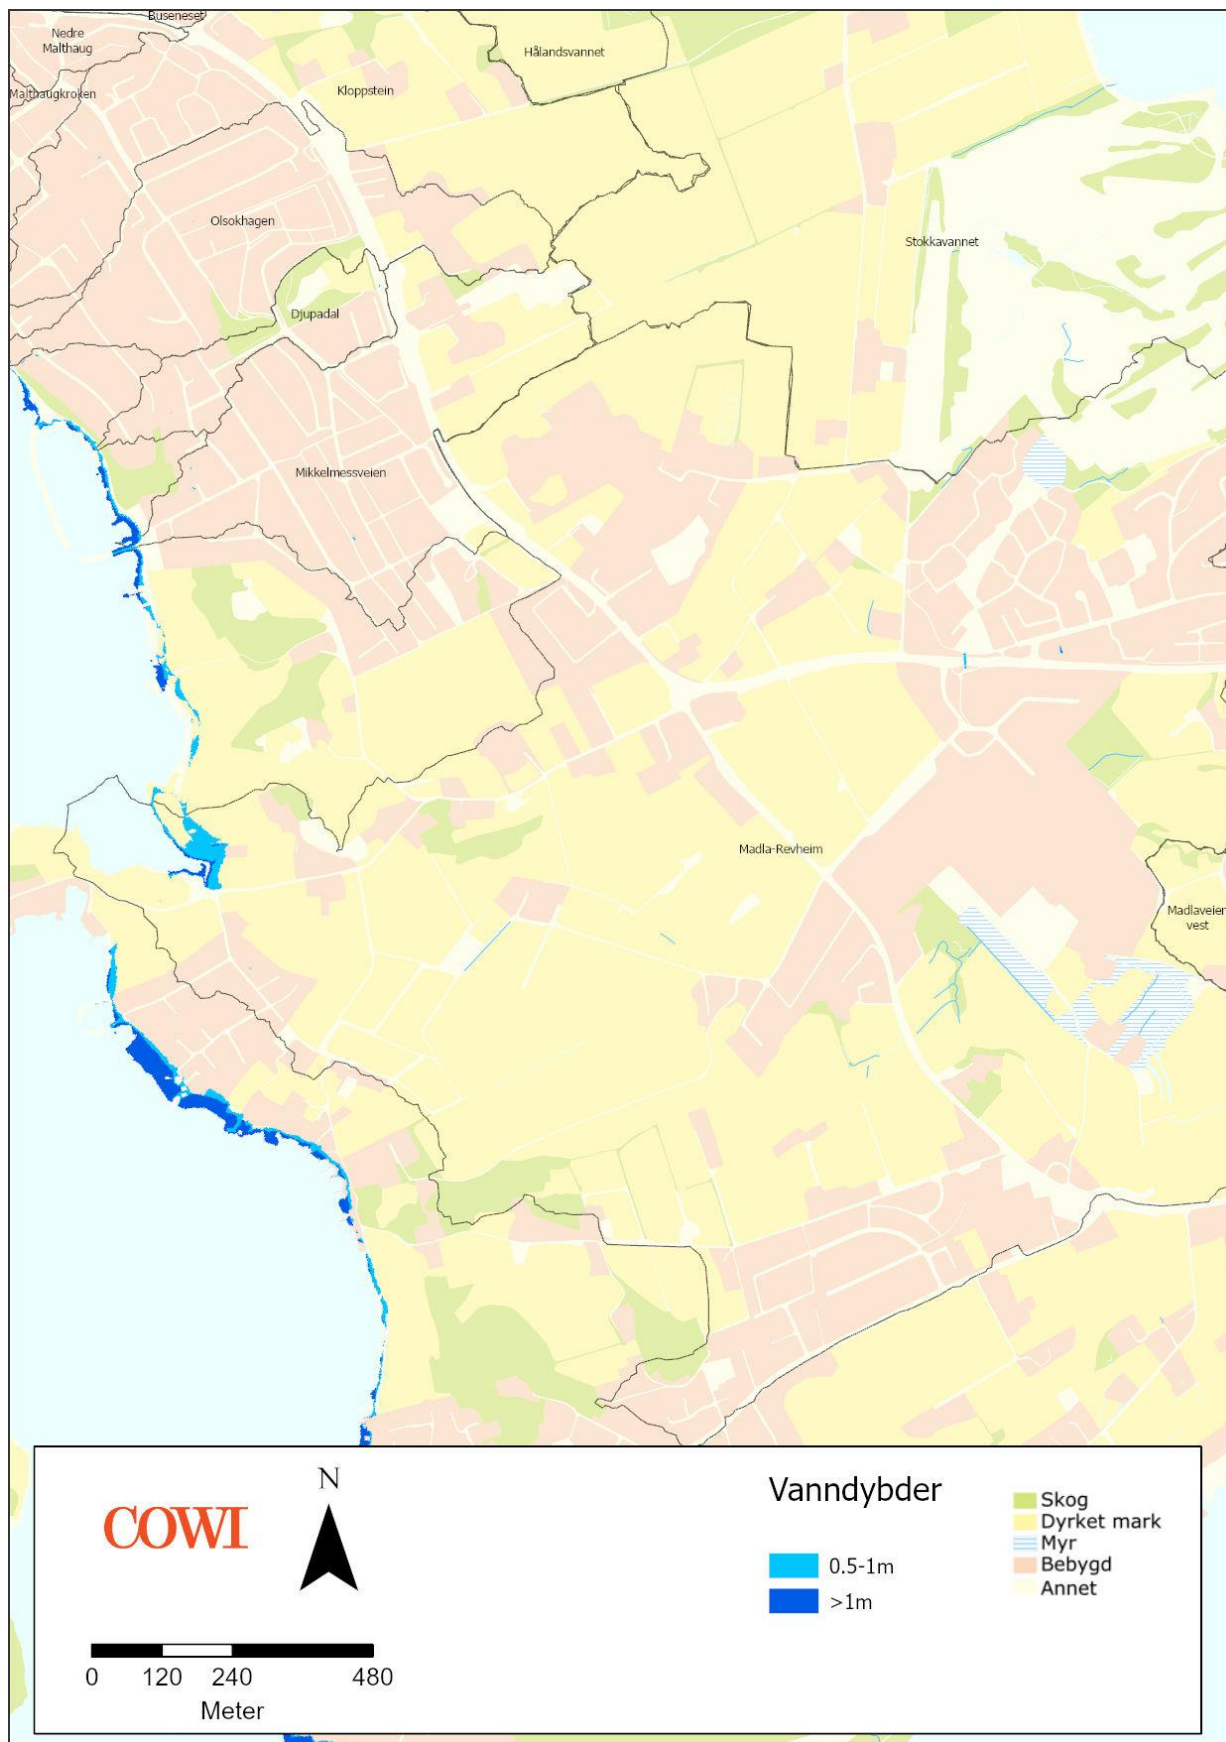 Buseneset
Nedre
Malthaug
Hålandsvannet
Malthaugkroken
Kloppstein
Olsokhagen
Stokkavannet
Djupadal
Mikkelmessveien
Madla-Revheim
Madlaveien
vest
COWI
N
0 120 240 480
Meter
Vanndybder
0.5-1m
>1m
Skog
Dyrket mark
Myr
Bebygd
Annet